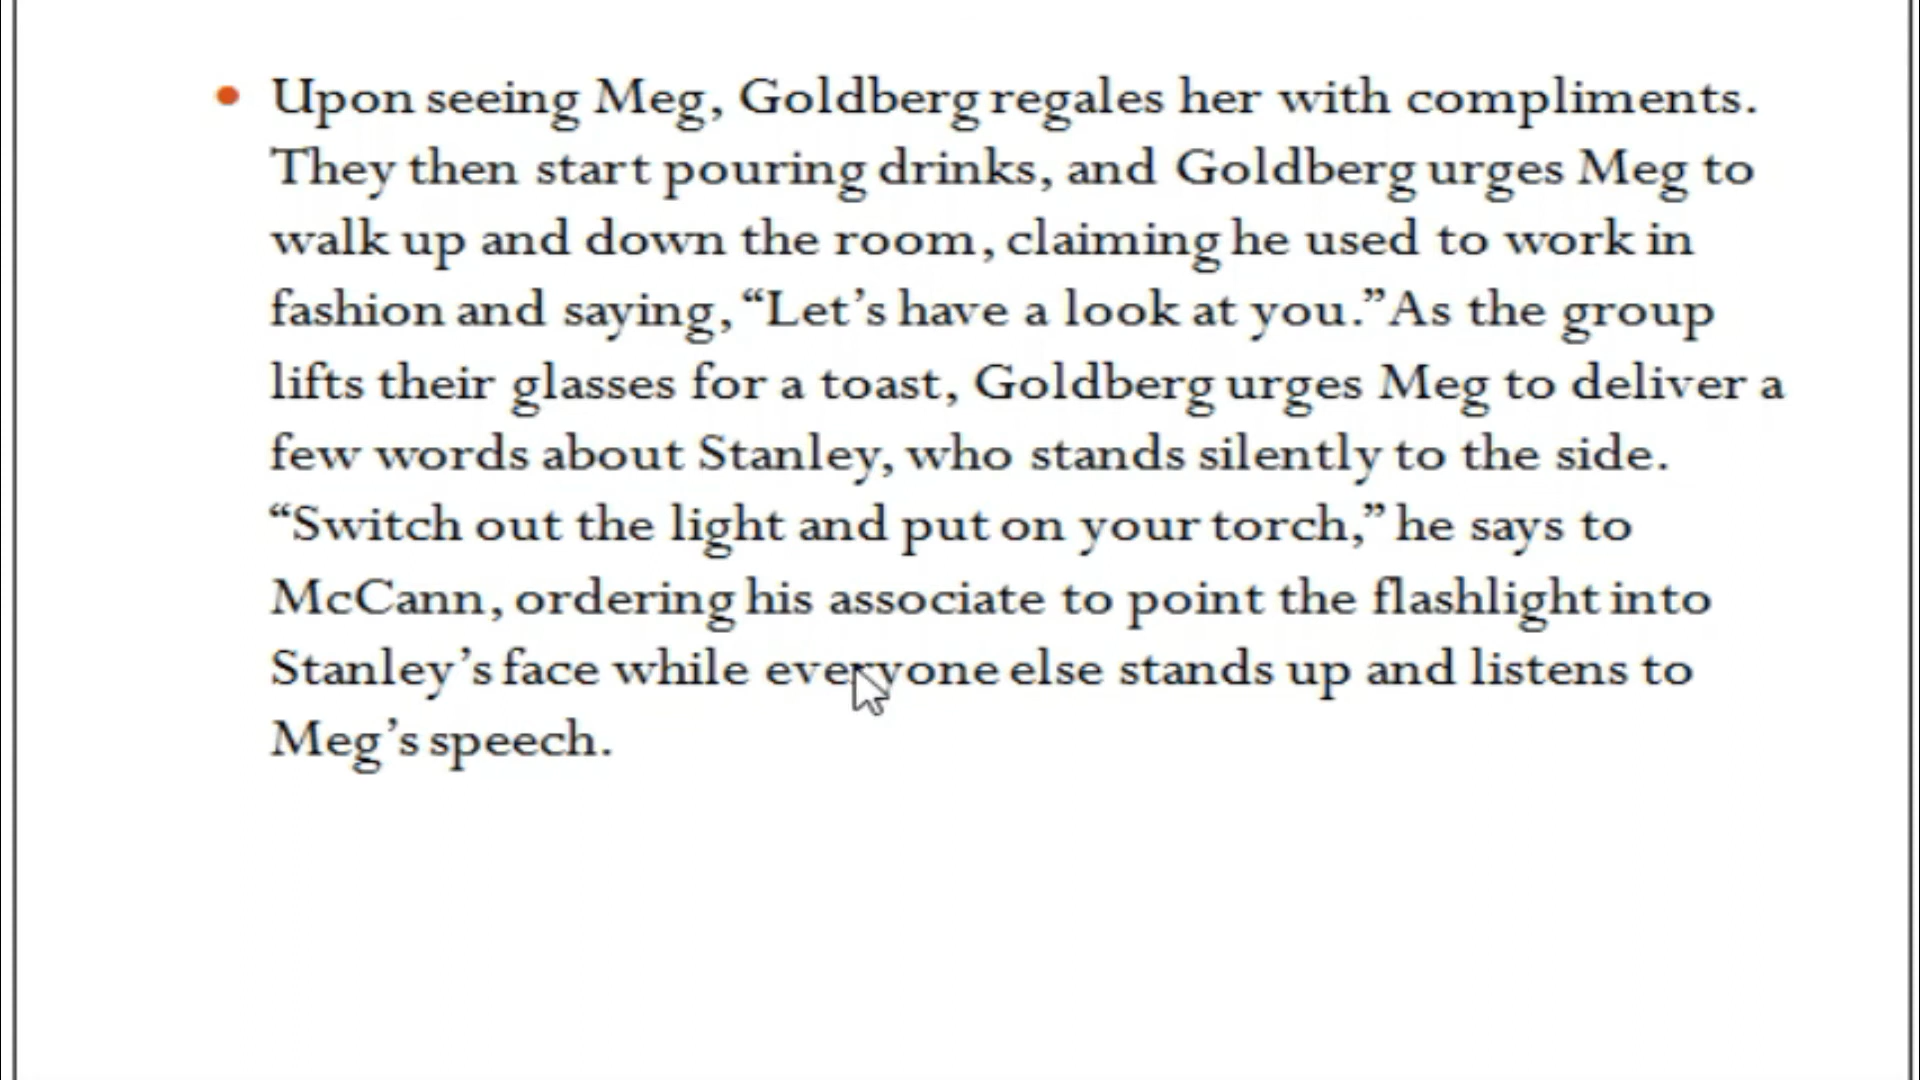 • Upon seeing Meg, Goldberg regales her with compliments.
They then start pouring drinks, and Goldberg urges Meg to
walk up and down the room, claiming he used to work in
fashion and saying, “Let’s have a look at you.” As the group
lifts their glasses for a toast, Goldberg urges Meg to deliver a
few words about Stanley, who stands silently to the side.
“Switch out the light and put on your torch,” he says to
McCann, ordering his associate to point the flashlight into
Stanley’s face while everyone else stands up and listens to
Meg’s speech.